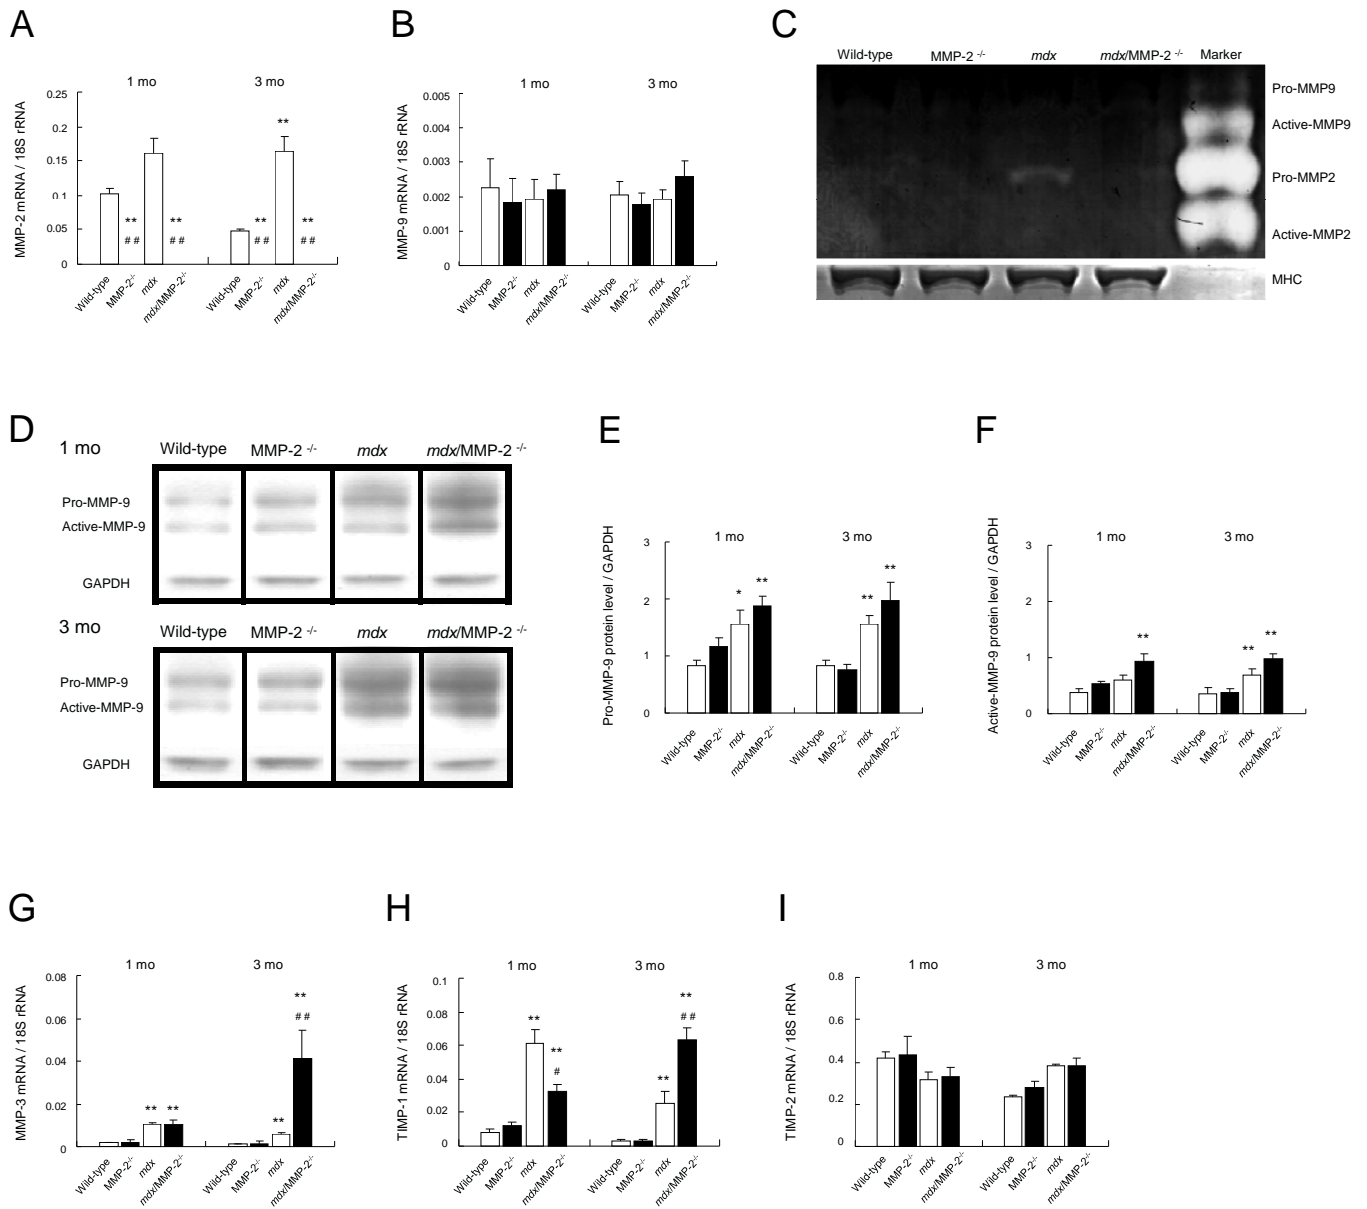 A
1 mo 3 mo
MMP-2 mRNA / 18S rRNA
0.25
0.2
0.15
0.1
0.05
0
**
** ** **
# # # # # # # #
Wild-type MMP-2-/- mdx mdx/MMP-2-/- Wild-type MMP-2-/- mdx mdx/MMP-2-/-
B
1 mo 3 mo
MMP-9 mRNA / 18S rRNA
0.005
0.004
0.003
0.002
0.001
0
Wild-type MMP-2-/- mdx mdx/MMP-2-/- Wild-type MMP-2-/- mdx mdx/MMP-2-/-
C
Wild-type MMP-2 -/- mdx mdx/MMP-2 -/- Marker
Pro-MMP9
Active-MMP9
Pro-MMP2
Active-MMP2
MHC
D
1 mo Wild-type MMP-2 -/- mdx mdx/MMP-2 -/-
Pro-MMP-9
Active-MMP-9
GAPDH
3 mo Wild-type MMP-2 -/- mdx mdx/MMP-2 -/-
Pro-MMP-9
Active-MMP-9
GAPDH
E
1 mo 3 mo
Pro-MMP-9 protein level / GAPDH
3
2
1
0
* ** ** **
Wild-type MMP-2-/- mdx mdx/MMP-2-/- Wild-type MMP-2-/- mdx mdx/MMP-2-/-
F
1 mo 3 mo
Active-MMP-9 protein level / GAPDH
3
2
1
0
** ** **
Wild-type MMP-2-/- mdx mdx/MMP-2-/- Wild-type MMP-2-/- mdx mdx/MMP-2-/-
G
1 mo 3 mo
MMP-3 mRNA / 18S rRNA
0.08
0.06
0.04
0.02
0
** ** ** **
# #
Wild-type MMP-2-/- mdx mdx/MMP-2-/- Wild-type MMP-2-/- mdx mdx/MMP-2-/-
H
1 mo 3 mo
TIMP-1 mRNA / 18S rRNA
0.1
0.08
0.06
0.04
0.02
0
** ** ** **
# # #
Wild-type MMP-2-/- mdx mdx/MMP-2-/- Wild-type MMP-2-/- mdx mdx/MMP-2-/-
I
1 mo 3 mo
TIMP-2 mRNA / 18S rRNA
0.8
0.6
0.4
0.2
0
Wild-type MMP-2-/- mdx mdx/MMP-2-/- Wild-type MMP-2-/- mdx mdx/MMP-2-/-